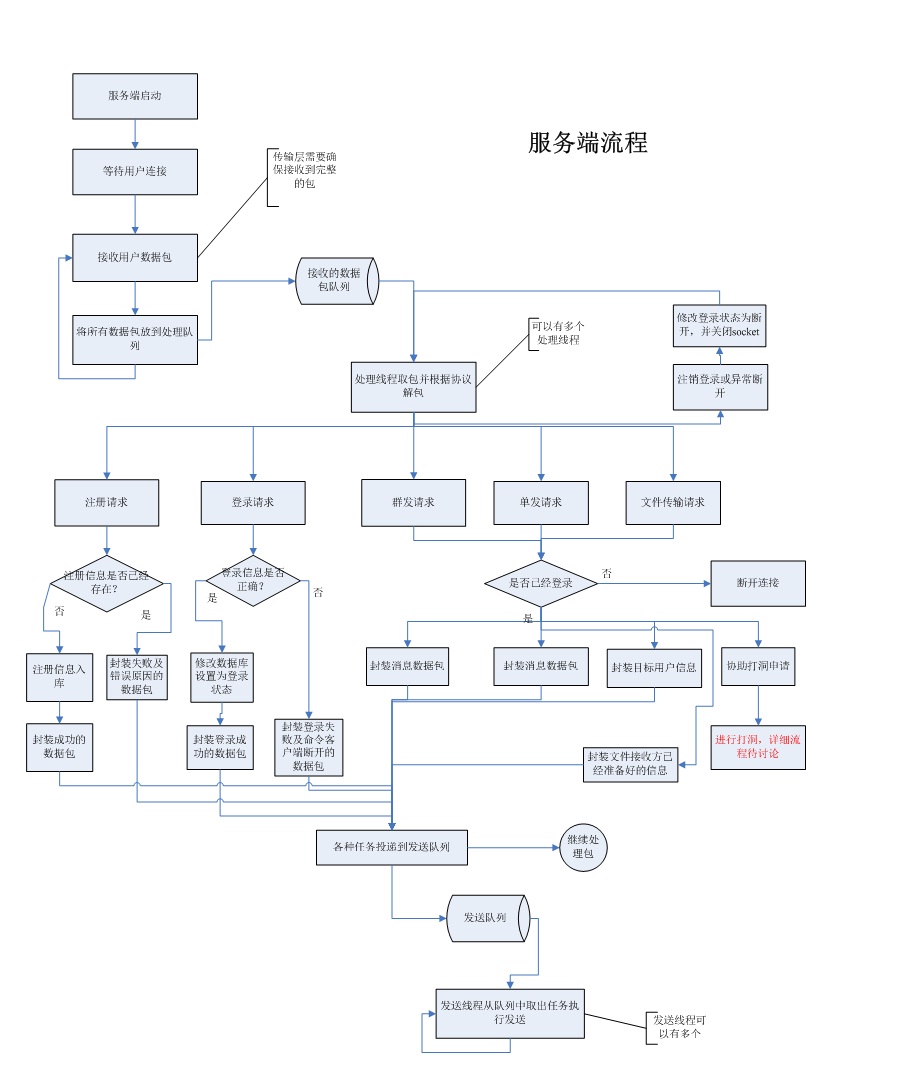 服务端启动
服务端流程
等待用户连接
传输层需要确
保接收到完整
的包
接收用户数据包
接收的数据
包队列
将所有数据包放到处理队
列
可以有多个
处理线程
修改登录状态为断
开，并关闭socket
处理线程取包并根据协议
解包
注销登录或异常断
开
注册请求
登录请求
群发请求
单发请求
文件传输请求
注册信息是否已经
存在？
登录信息是否
正确？
是否已经登录
否
断开连接
否
是
是
否
是
注册信息入
库
封装失败及
错误原因的
数据包
修改数据库
设置为登录
状态
封装消息数据包
封装消息数据包
封装目标用户信息
协助打洞申请
封装成功的
数据包
封装登录成
功的数据包
封装登录失
败及命令客
户端断开的
数据包
封装文件接收方已
经准备好的信息
进行打洞，详细流
程待讨论
各种任务投递到发送队列
继续处
理包
发送队列
发送线程从队列中取出任务执
行发送
发送线程可
以有多个